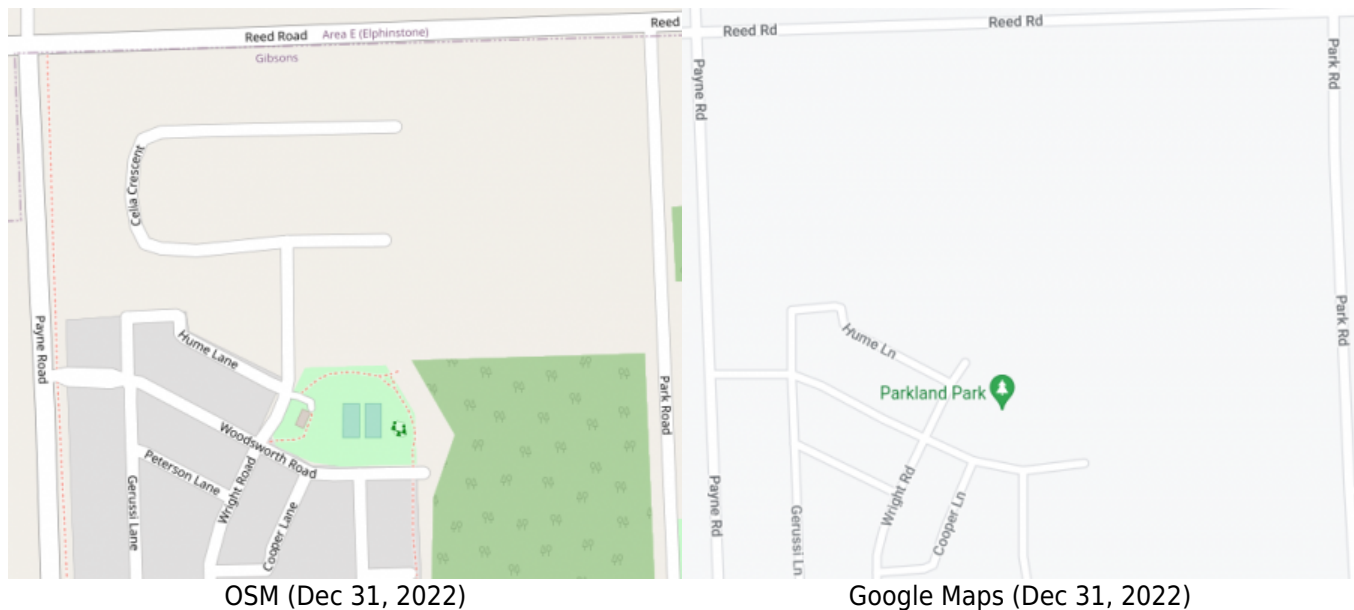 Reed Road
Area E (Elphinstone)
Reed
Gibsons
Celia Crescent
Payne Road
Hume Lane
Woodsworth Road
Peterson Lane
Wright Road
Gerussi Lane
Cooper Lane
Park Road
OSM (Dec 31, 2022)
Reed Rd
Reed Rd
Payne Rd
Park Rd
Park Rd
Hume Ln
Parkland Park
Payne Rd
Wright Rd
Gerussi Ln
Cooper Ln
Google Maps (Dec 31, 2022)